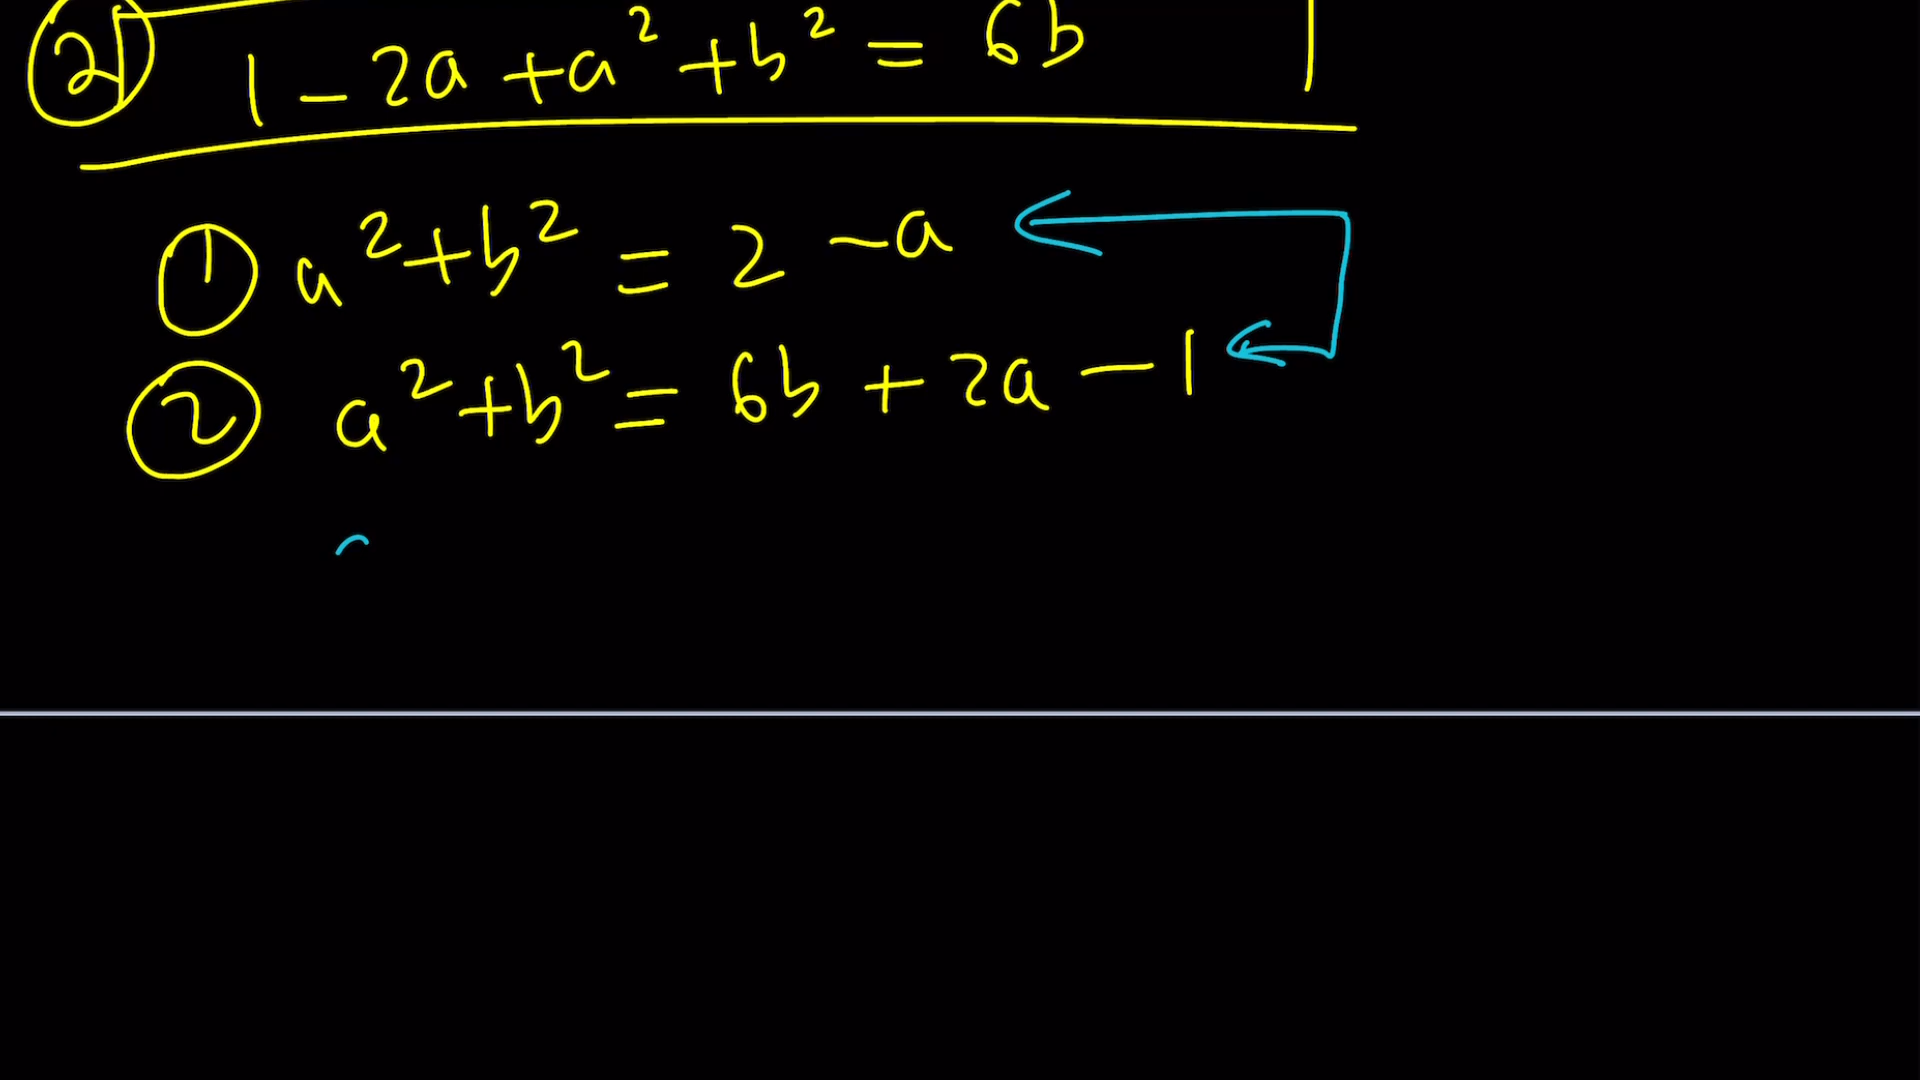 ② 1 - 2a + a² + b² = 6b
① a² + b² = 2 - a
② a² + b² = 6b + 2a - 1